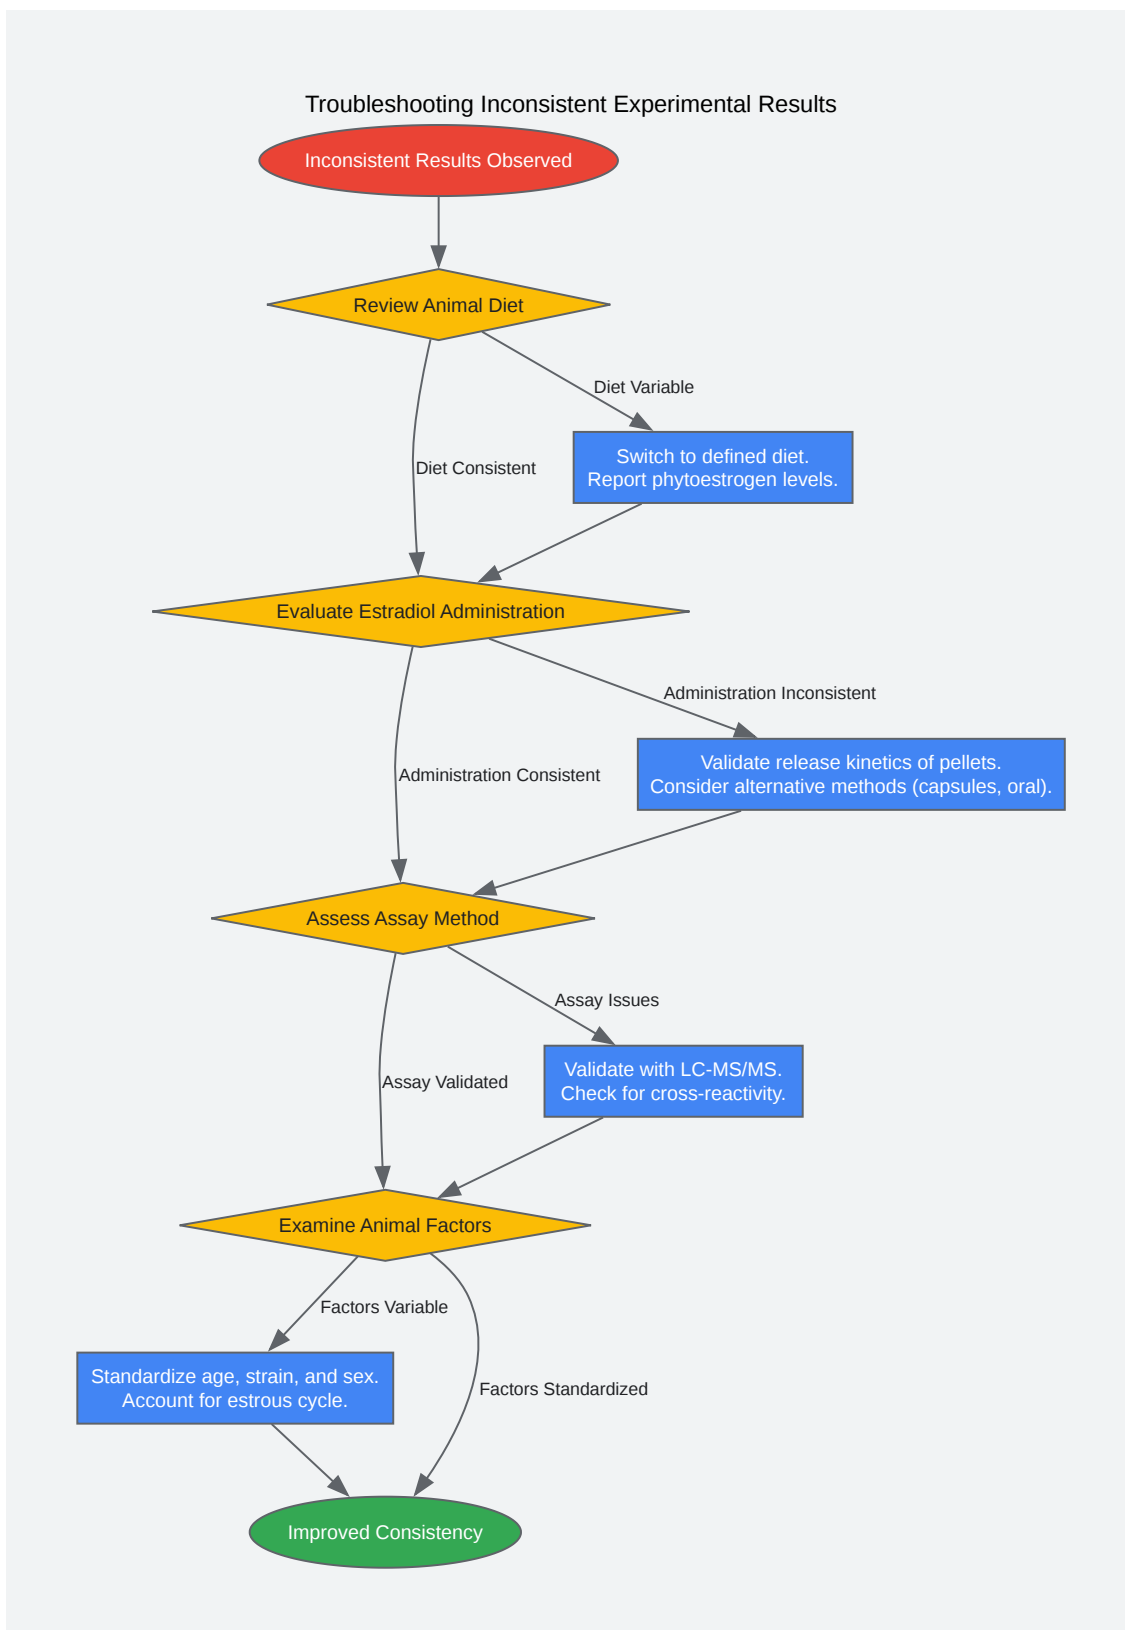 Troubleshooting Inconsistent Experimental Results
Inconsistent Results Observed
Review Animal Diet
Diet Variable
Switch to defined diet.
Report phytoestrogen levels.
Diet Consistent
Evaluate Estradiol Administration
Administration Inconsistent
Validate release kinetics of pellets.
Consider alternative methods (capsules, oral).
Administration Consistent
Assess Assay Method
Assay Issues
Validate with LC-MS/MS.
Check for cross-reactivity.
Assay Validated
Examine Animal Factors
Factors Variable
Standardize age, strain, and sex.
Account for estrous cycle.
Factors Standardized
Improved Consistency